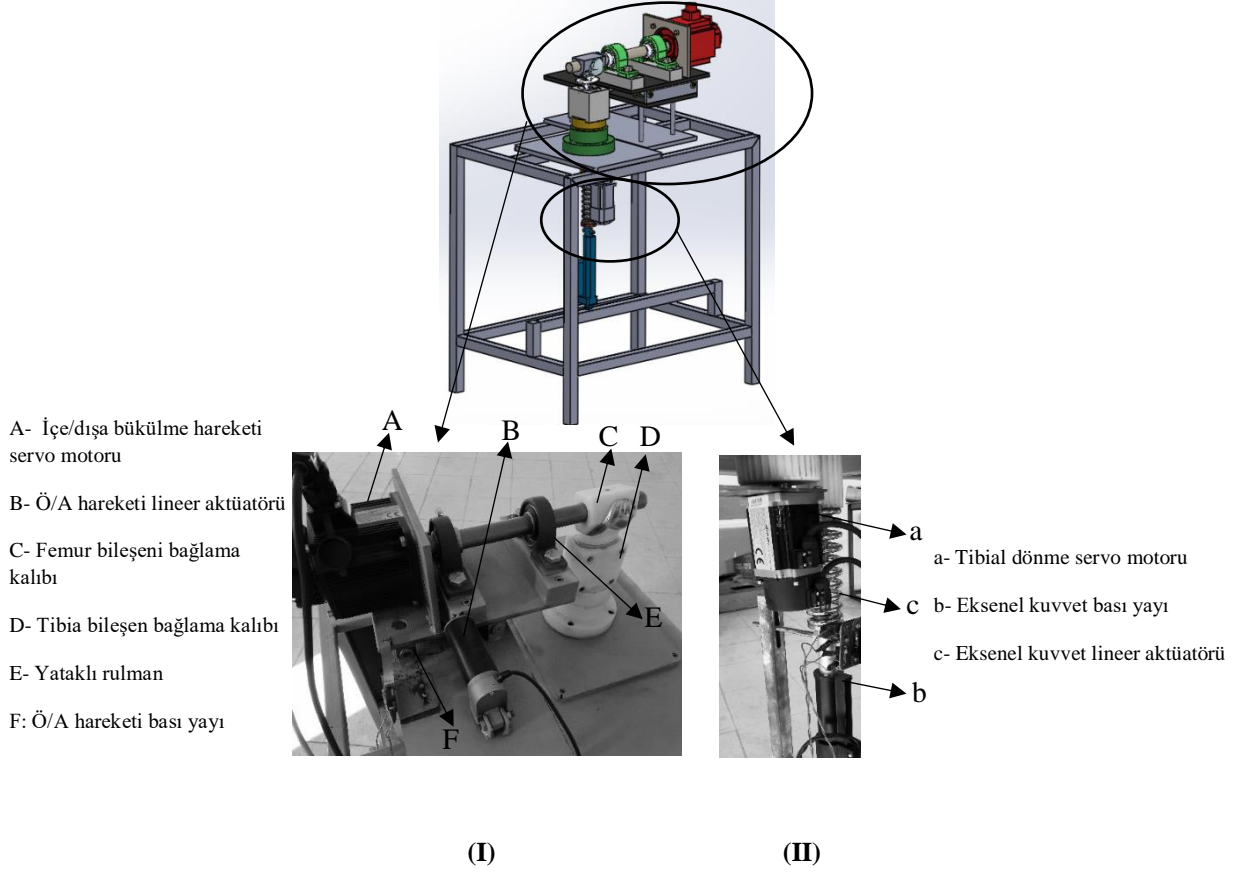 A- İçe/dışa bükülme hareketi
servo motoru
B- Ö/A hareketi lineer aktüatörü
C- Femur bileşeni bağlama
kalıbı
D- Tibia bileşen bağlama kalıbı
E- Yataklı rulman
F: Ö/A hareketi bası yayı
A
B
C
D
E
F
a
c
b
a- Tibial dönme servo motoru
b- Eksenel kuvvet bası yayı
c- Eksenel kuvvet lineer aktüatörü
(I)
(II)